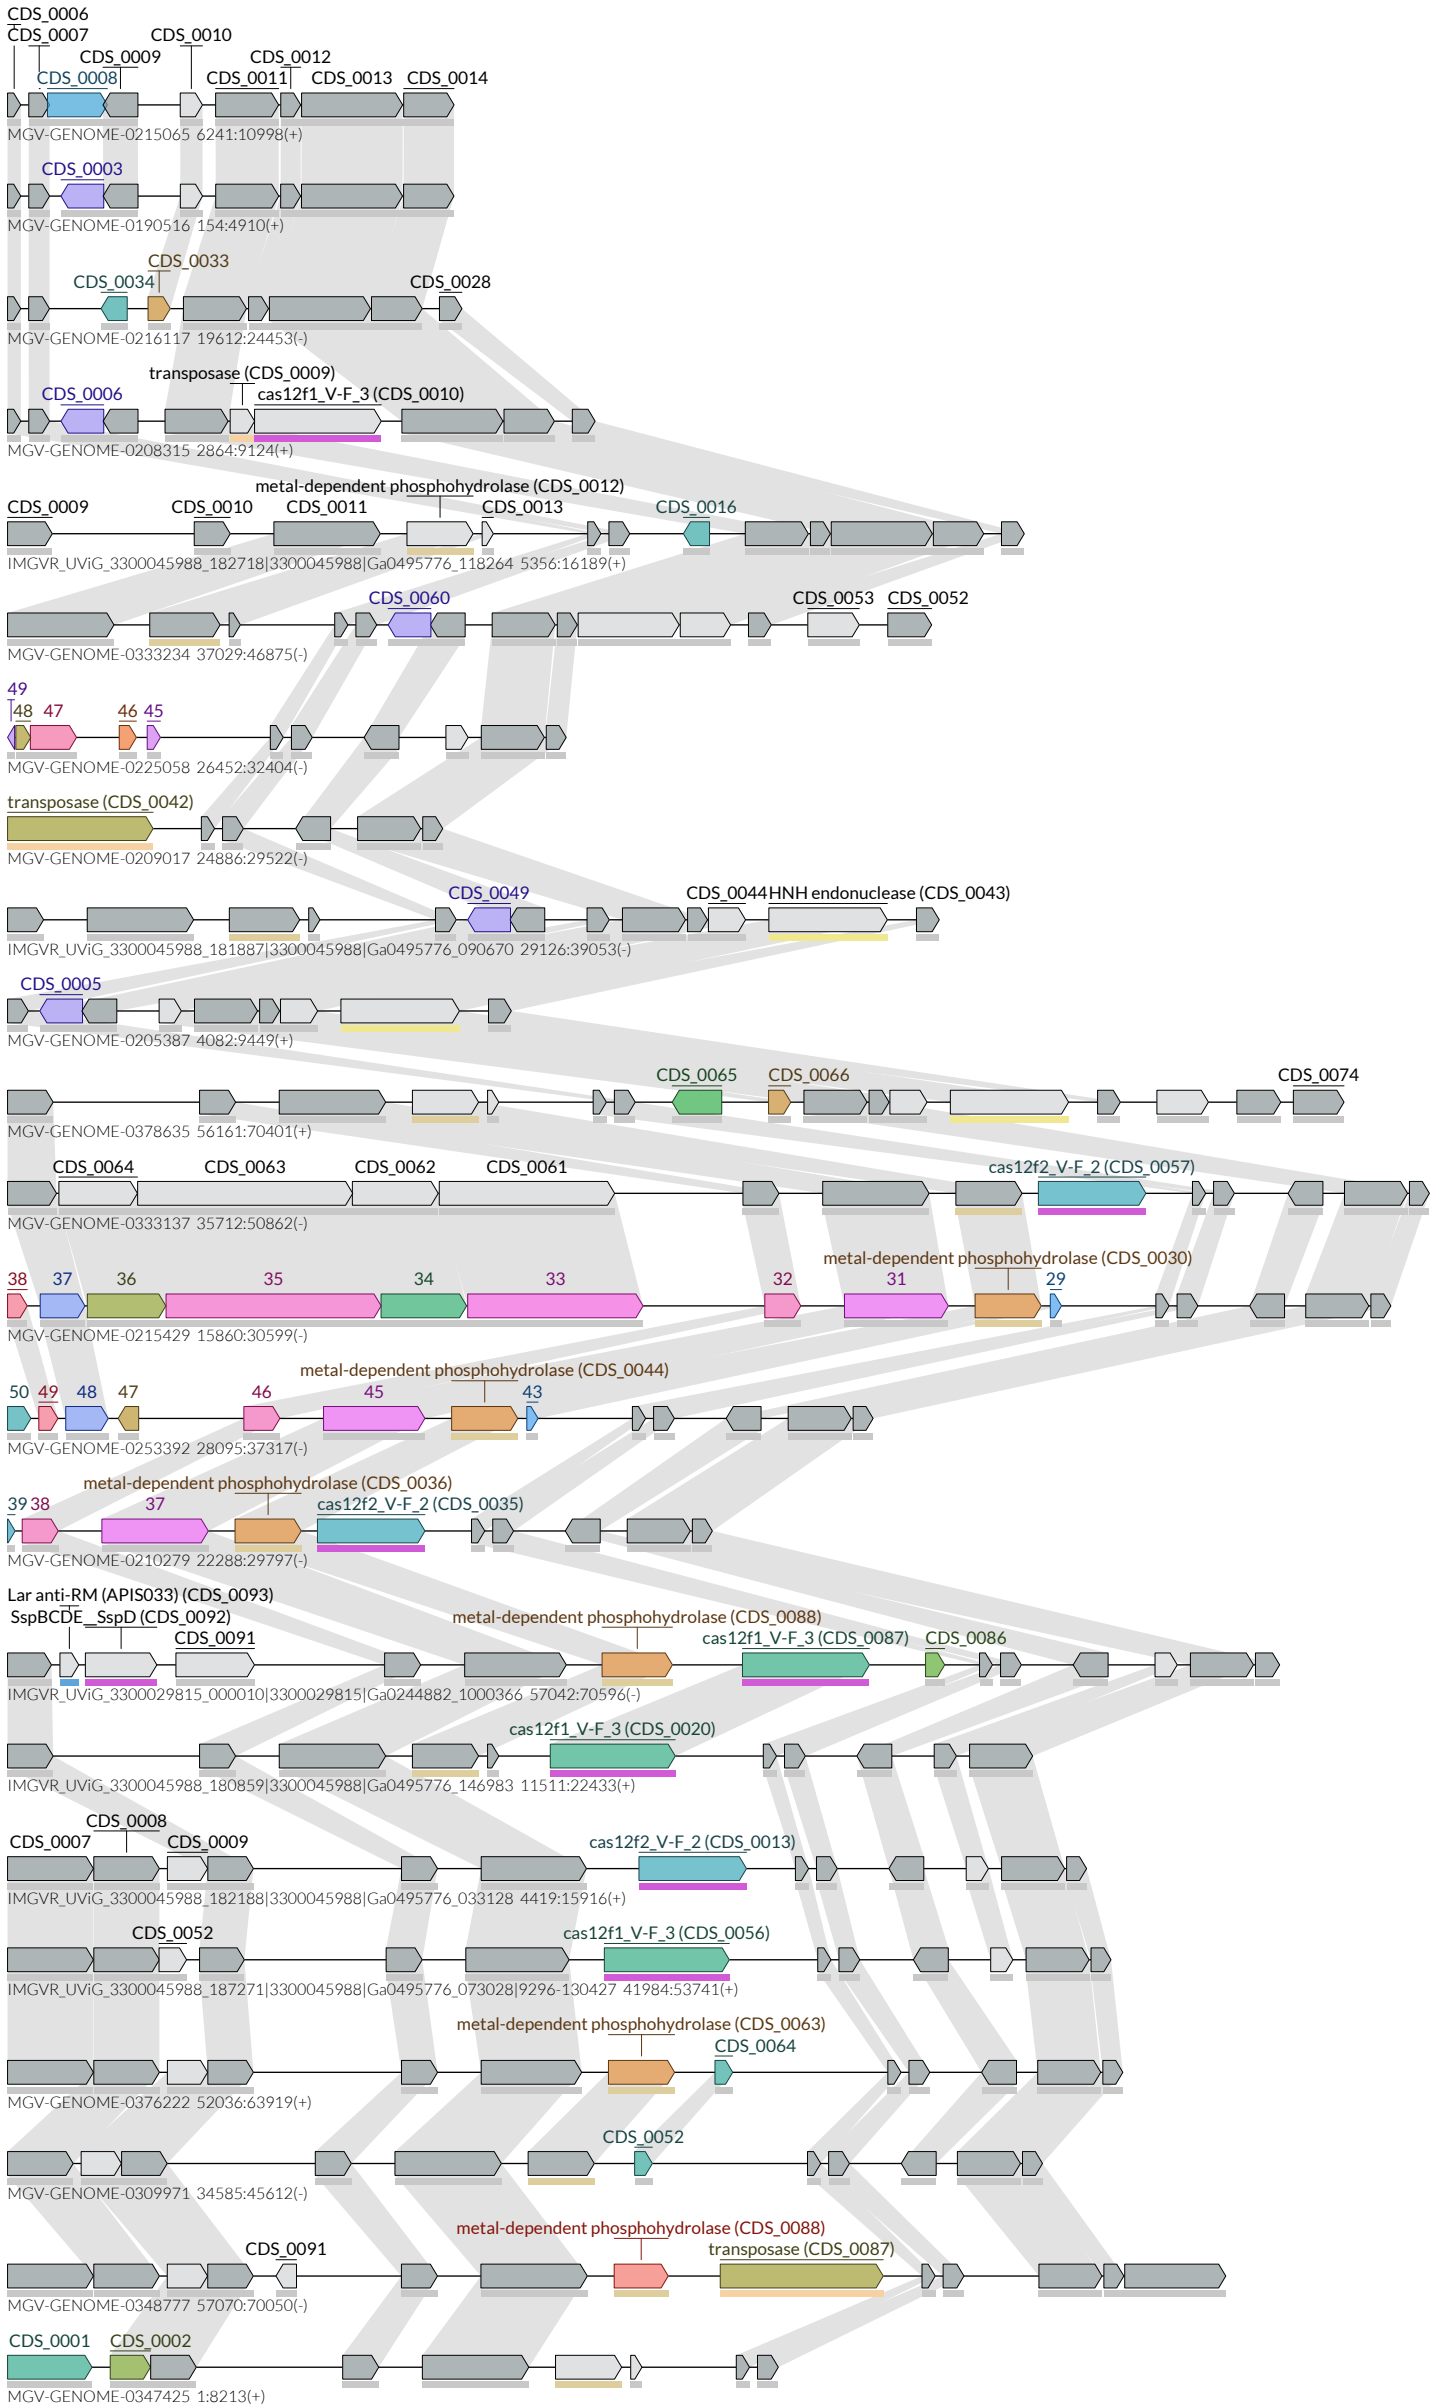 CDS_0006
CDS_0007 CDS_0010
CDS_0009 CDS_0012
CDS_0008 CDS_0011 CDS_0013 CDS_0014
MGV-GENOME-0215065 6241:10998(+)
CDS_0003
MGV-GENOME-0190516 154:4910(+)
CDS_0033
CDS_0034 CDS_0028
MGV-GENOME-0216117 19612:24453(-)
transposase (CDS_0009)
CDS_0006 cas12f1_V-F_3 (CDS_0010)
MGV-GENOME-0208315 2864:9124(+)
metal-dependent phosphohydrolase (CDS_0012)
CDS_0009 CDS_0010 CDS_0011 CDS_0013 CDS_0016
IMGVR_UViG_3300045988_182718|3300045988|Ga0495776_118264 5356:16189(+)
CDS_0060 CDS_0053 CDS_0052
MGV-GENOME-0333234 37029:46875(-)
49
48 47 46 45
MGV-GENOME-0225058 26452:32404(-)
transposase (CDS_0042)
MGV-GENOME-0209017 24886:29522(-)
CDS_0049 CDS_0044 HNH endonuclease (CDS_0043)
IMGVR_UViG_3300045988_181887|3300045988|Ga0495776_090670 29126:39053(-)
CDS_0005
MGV-GENOME-0205387 4082:9449(+)
CDS_0065 CDS_0066 CDS_0074
MGV-GENOME-0378635 56161:70401(+)
CDS_0064 CDS_0063 CDS_0062 CDS_0061 cas12f2_V-F_2 (CDS_0057)
MGV-GENOME-0333137 35712:50862(-)
metal-dependent phosphohydrolase (CDS_0030)
38 37 36 35 34 33 32 31 29
MGV-GENOME-0215429 15860:30599(-)
metal-dependent phosphohydrolase (CDS_0044)
50 49 48 47 46 45 43
MGV-GENOME-0253392 28095:37317(-)
metal-dependent phosphohydrolase (CDS_0036)
39 38 37 cas12f2_V-F_2 (CDS_0035)
MGV-GENOME-0210279 22288:29797(-)
Lar anti-RM (APIS033) (CDS_0093)
SspBCDE__SspD (CDS_0092) metal-dependent phosphohydrolase (CDS_0088)
CDS_0091 cas12f1_V-F_3 (CDS_0087) CDS_0086
IMGVR_UViG_3300029815_000010|3300029815|Ga0244882_1000366 57042:70596(-)
cas12f1_V-F_3 (CDS_0020)
IMGVR_UViG_3300045988_180859|3300045988|Ga0495776_146983 11511:22433(+)
CDS_0008
CDS_0007 CDS_0009 cas12f2_V-F_2 (CDS_0013)
IMGVR_UViG_3300045988_182188|3300045988|Ga0495776_033128 4419:15916(+)
CDS_0052 cas12f1_V-F_3 (CDS_0056)
IMGVR_UViG_3300045988_187271|3300045988|Ga0495776_073028|9296-130427 41984:53741(+)
metal-dependent phosphohydrolase (CDS_0063)
CDS_0064
MGV-GENOME-0376222 52036:63919(+)
CDS_0052
MGV-GENOME-0309971 34585:45612(-)
metal-dependent phosphohydrolase (CDS_0088)
CDS_0091 transposase (CDS_0087)
MGV-GENOME-0348777 57070:70050(-)
CDS_0001 CDS_0002
MGV-GENOME-0347425 1:8213(+)